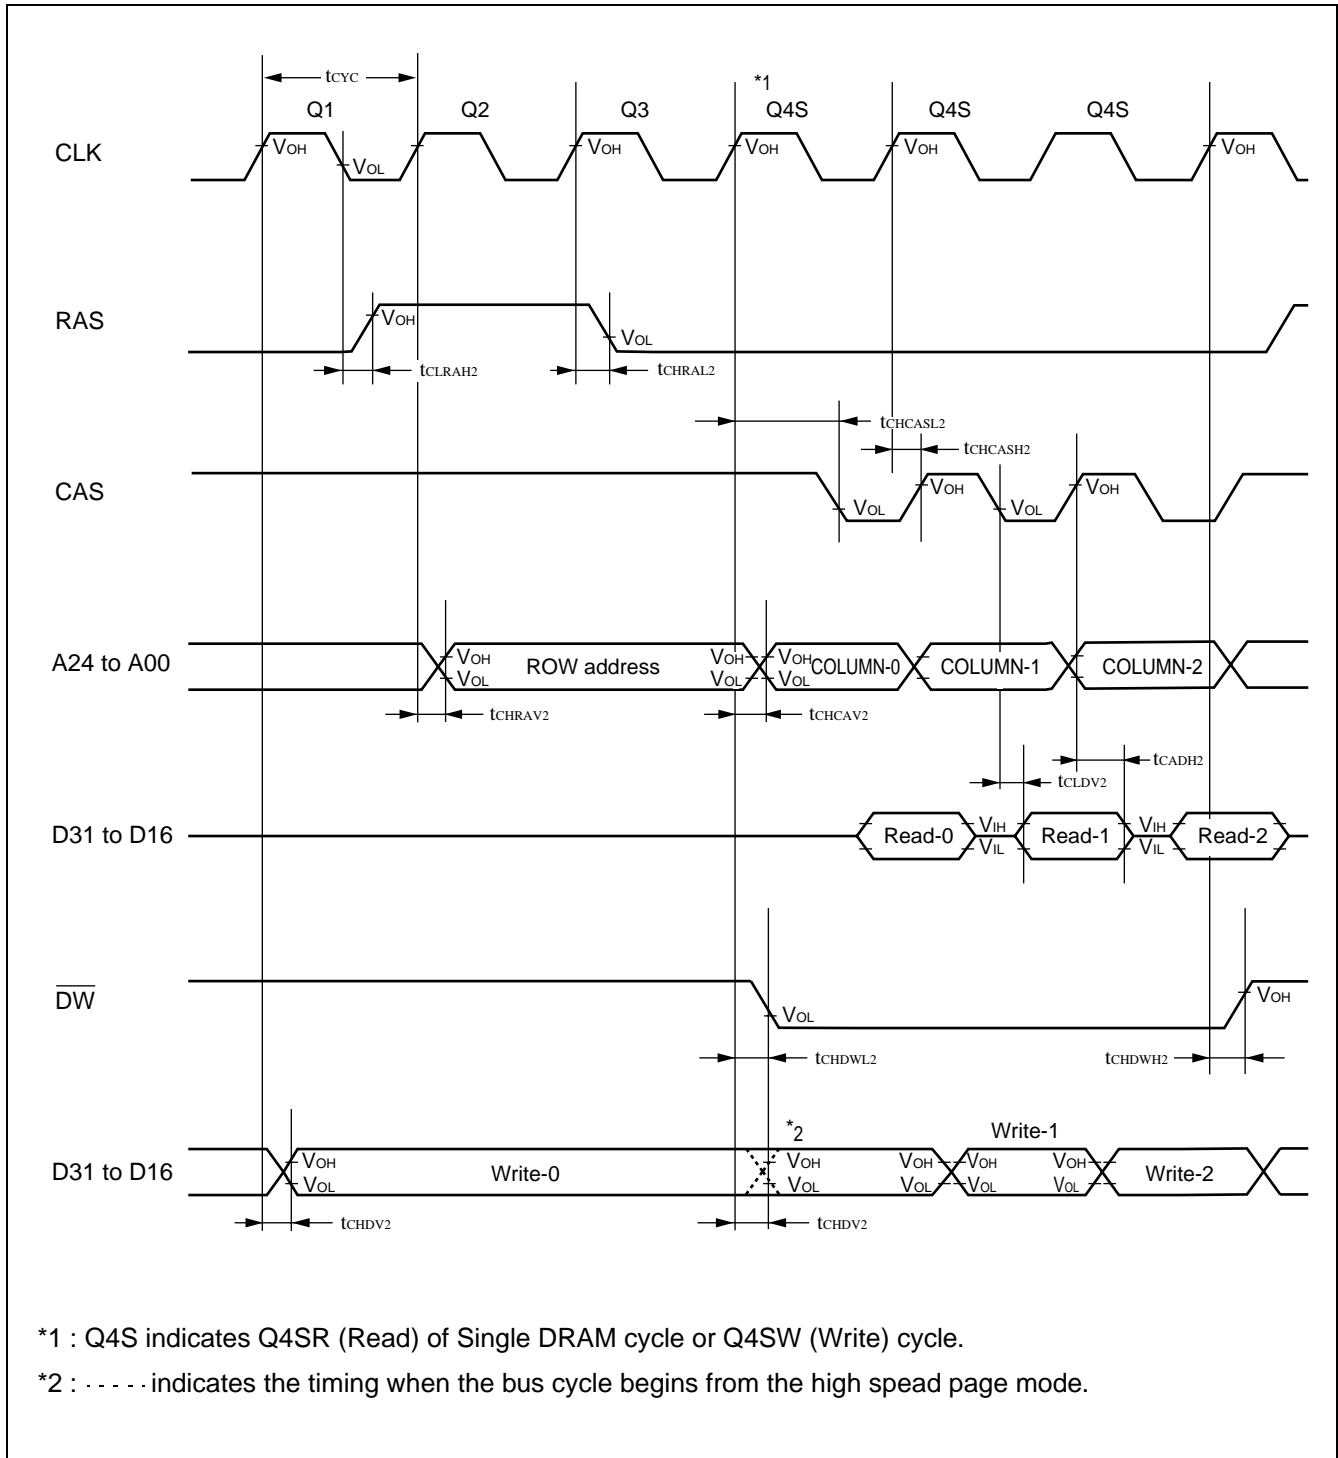 tCYC
*1
Q1 Q2 Q3 Q4S Q4S Q4S
CLK
VOH VOL VOH VOH VOH VOH
RAS
VOH VOL
tCLRAH2 tCHRAL2
tCHCASL2
tCHCASH2
CAS
VOL VOH VOL VOH
A24 to A00
VOH ROW address VOH VOH COLUMN-0 COLUMN-1 COLUMN-2
VOL VOL VOL
tCHRAV2 tCHCAV2
tCADH2
tCLDV2
D31 to D16
Read-0 VIH Read-1 VIH Read-2
VIL VIL
DW
VOL VOH
tCHDWL2 tCHDWH2
*2 Write-1
D31 to D16
VOH Write-0 VOH VOH VOH VOH Write-2
VOL VOL VOL VOL VOL
tCHDV2 tCHDV2
*1 : Q4S indicates Q4SR (Read) of Single DRAM cycle or Q4SW (Write) cycle.
*2 : - - - - - indicates the timing when the bus cycle begins from the high spead page mode.